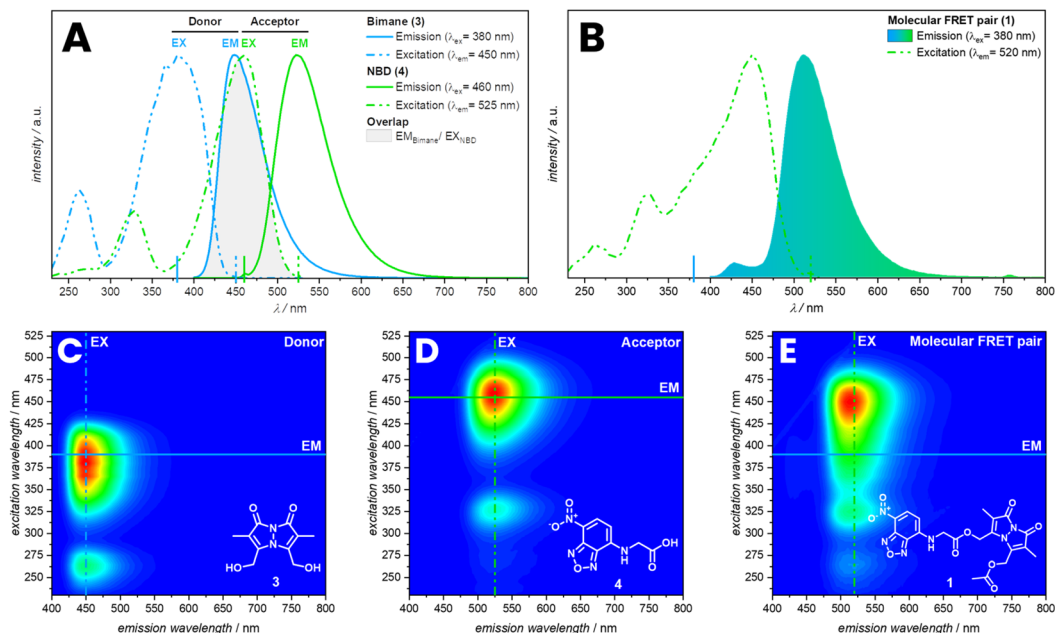 A
Donor
Acceptor
EX
EM
EX
EM
Bimane (3)
Emission (λex= 380 nm)
Excitation (λem= 450 nm)
NBD (4)
Emission (λex= 460 nm)
Excitation (λem= 525 nm)
Overlap
EMBimane/ EXNBD
intensity / a.u.
250 300 350 400 450 500 550 600 650 700 750 800
λ / nm
B
Molecular FRET pair (1)
Emission (λex= 380 nm)
Excitation (λem= 520 nm)
intensity / a.u.
250 300 350 400 450 500 550 600 650 700 750 800
λ / nm
C
EX
Donor
EM
excitation wavelength / nm
525
500
475
450
425
400
375
350
325
300
275
250
O
O
N
N
HO
OH
3
400 450 500 550 600 650 700 750 800
emission wavelength / nm
D
EX
Acceptor
EM
excitation wavelength / nm
525
500
475
450
425
400
375
350
325
300
275
250
O
N+
-O
N
O
N
N
H
O
OH
4
400 450 500 550 600 650 700 750 800
emission wavelength / nm
E
EX
Molecular FRET pair
EM
excitation wavelength / nm
525
500
475
450
425
400
375
350
325
300
275
250
O
N+
-O
N
O
N
N
H
O
O
N
N
O
O
O
O
1
400 450 500 550 600 650 700 750 800
emission wavelength / nm